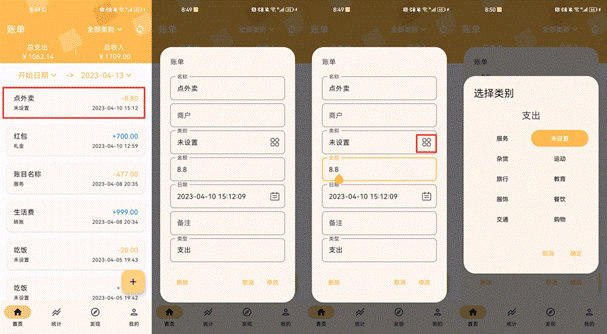 8:49
账单
全部类别
总支出
总收入
¥1062.14
¥1709.00
开始日期
->
2023-04-13
点外卖
-8.80
未设置
2023-04-10 15:12
红包
+700.00
礼金
2023-04-10 12:59
账目名称
-477.00
服务
2023-04-08 20:35
生活费
+999.00
转账
2023-04-08 20:34
吃饭
-20.00
未设置
2023-04-05 19:43
吃饭
未设置
2023-04-05 19:41
+
首页
统计
发现
我的
8:49
账单
名称
点外卖
商户
类别
未设置
金额
8.8
日期
2023-04-10 15:12:09
备注
类型
支出
删除
取消
修改
首页
统计
发现
我的
8:49
账单
名称
点外卖
商户
类别
未设置
金额
8.8
日期
2023-04-10 15:12:09
备注
类型
支出
删除
取消
修改
首页
统计
发现
我的
8:50
选择类别
支出
服务
未设置
杂货
运动
旅行
教育
服饰
餐饮
交通
购物
取消
确定
首页
统计
发现
我的